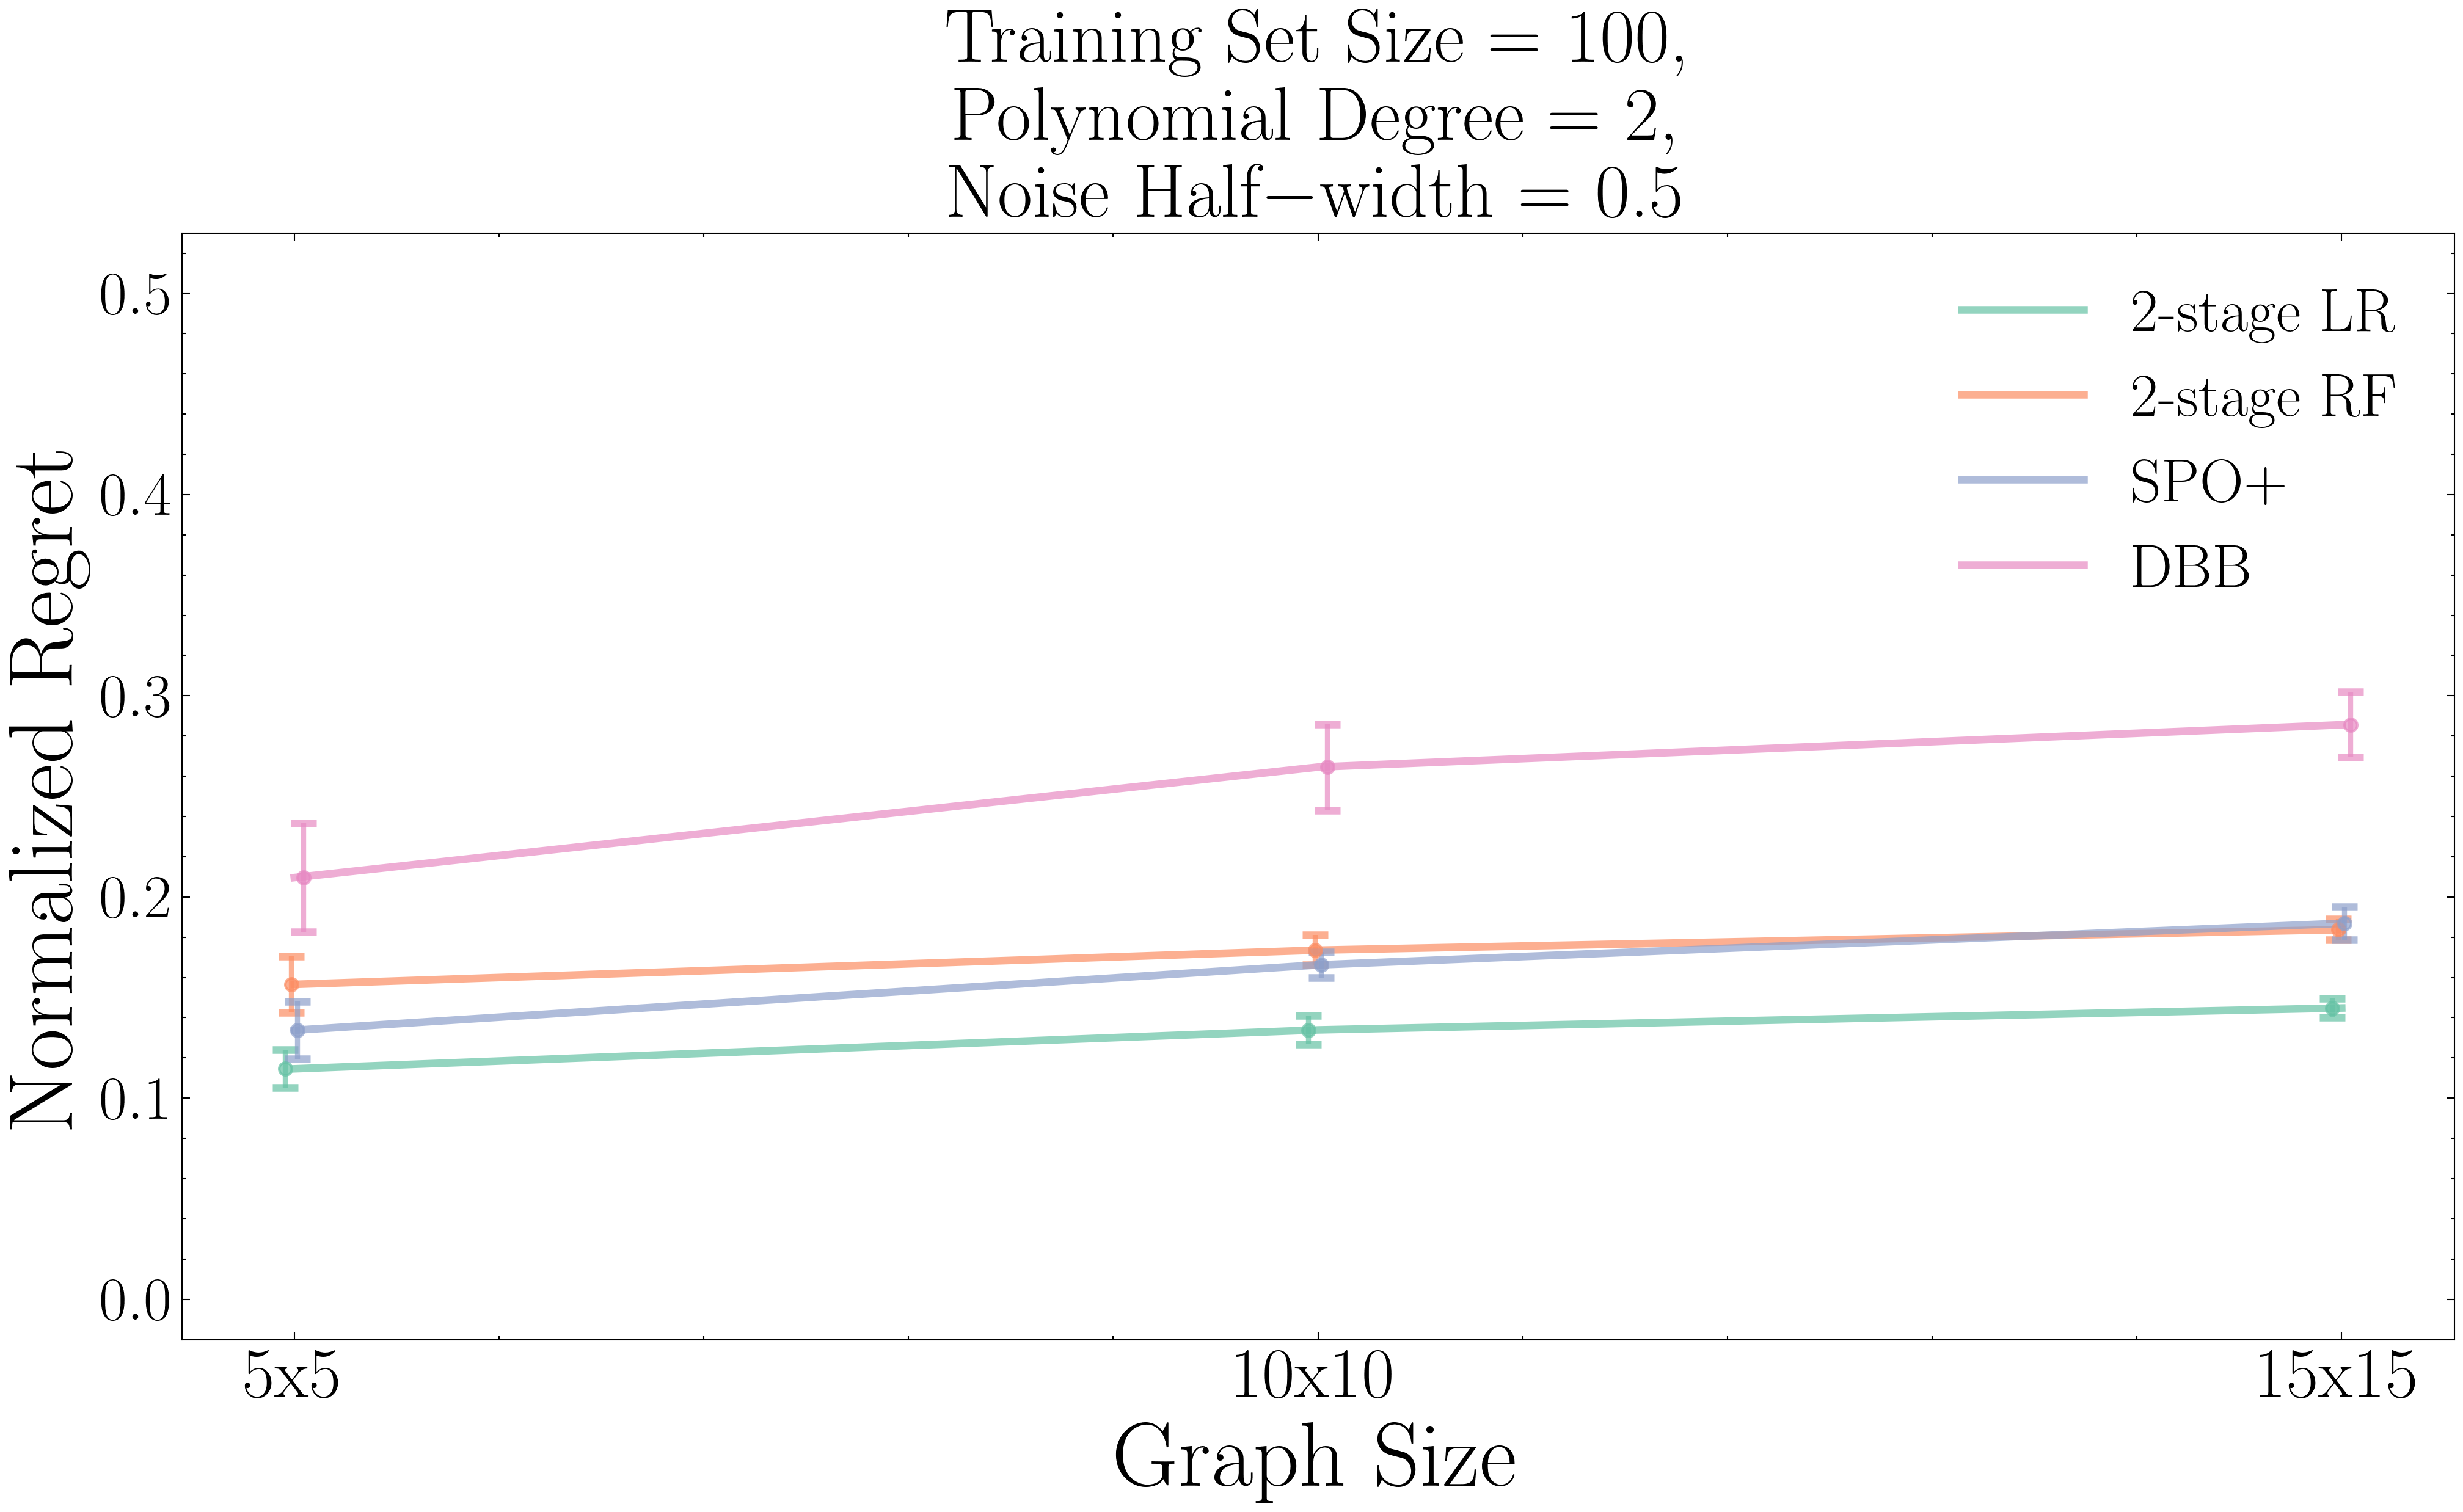 Training Set Size = 100,
Polynomial Degree = 2,
Noise Half−width = 0.5
Normalized Regret
0.5
0.4
0.3
0.2
0.1
0.0
2-stage LR
2-stage RF
SPO+
DBB
5x5
10x10
15x15
Graph Size